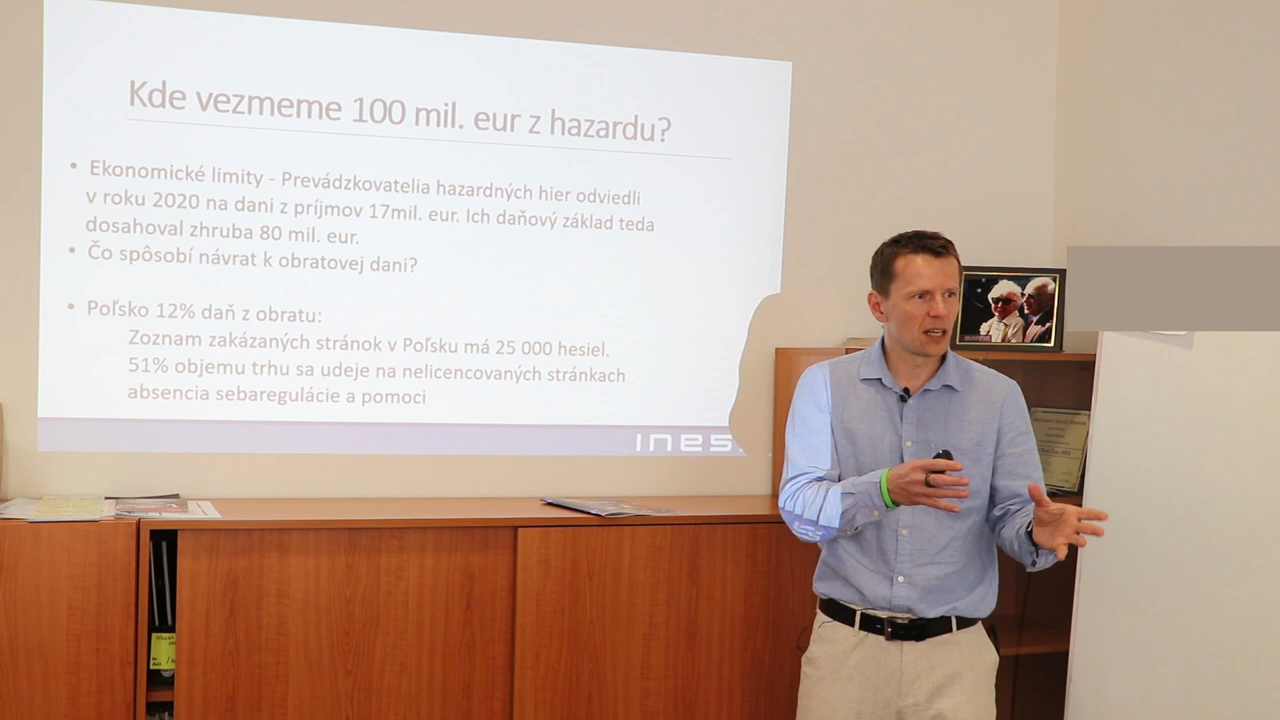 Kde vezmeme 100 mil. eur z hazardu?
• Ekonomické limity - Prevádzkovatelia hazardných hier odviedli
v roku 2020 na dani z príjmov 17mil. eur. Ich daňový základ teda
dosahoval zhruba 80 mil. eur.
• Čo spôsobí návrat k obratovej dani?
• Poľsko 12% daň z obratu:
Zoznam zakázaných stránok v Poľsku má 25 000 hesiel.
51% objemu trhu sa udeje na nelicencovaných stránkach
absencia sebaregulácie a pomoci
ines.